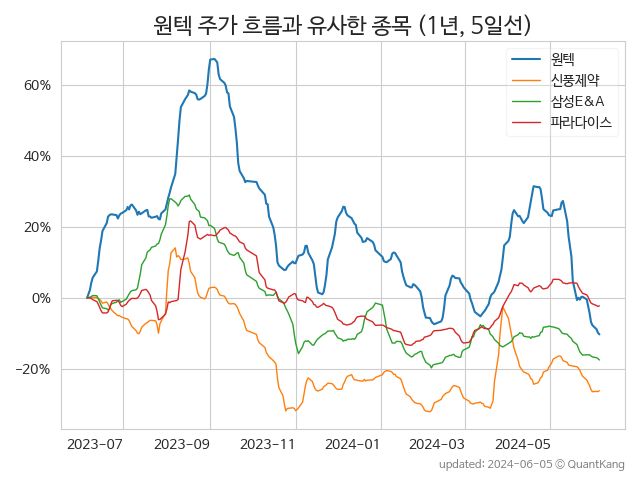 원텍 주가 흐름과 유사한 종목 (1년, 5일선)
원텍
신풍제약
삼성E&A
파라다이스
60%
40%
20%
0%
−20%
2023-07 2023-09 2023-11 2024-01 2024-03 2024-05
updated: 2024-06-05 © QuantKang